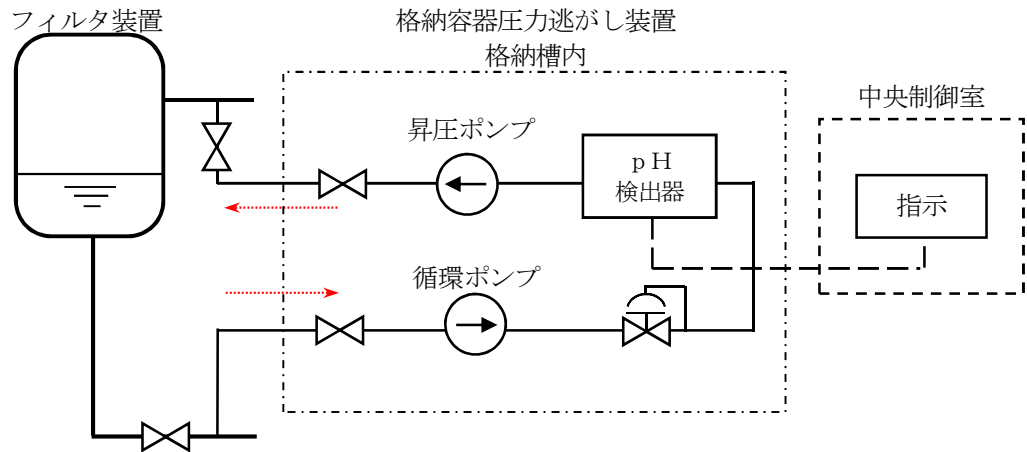 フィルタ装置
格納容器圧力逃がし装置
格納槽内
中央制御室
昇圧ポンプ
ｐＨ
検出器
指示
循環ポンプ